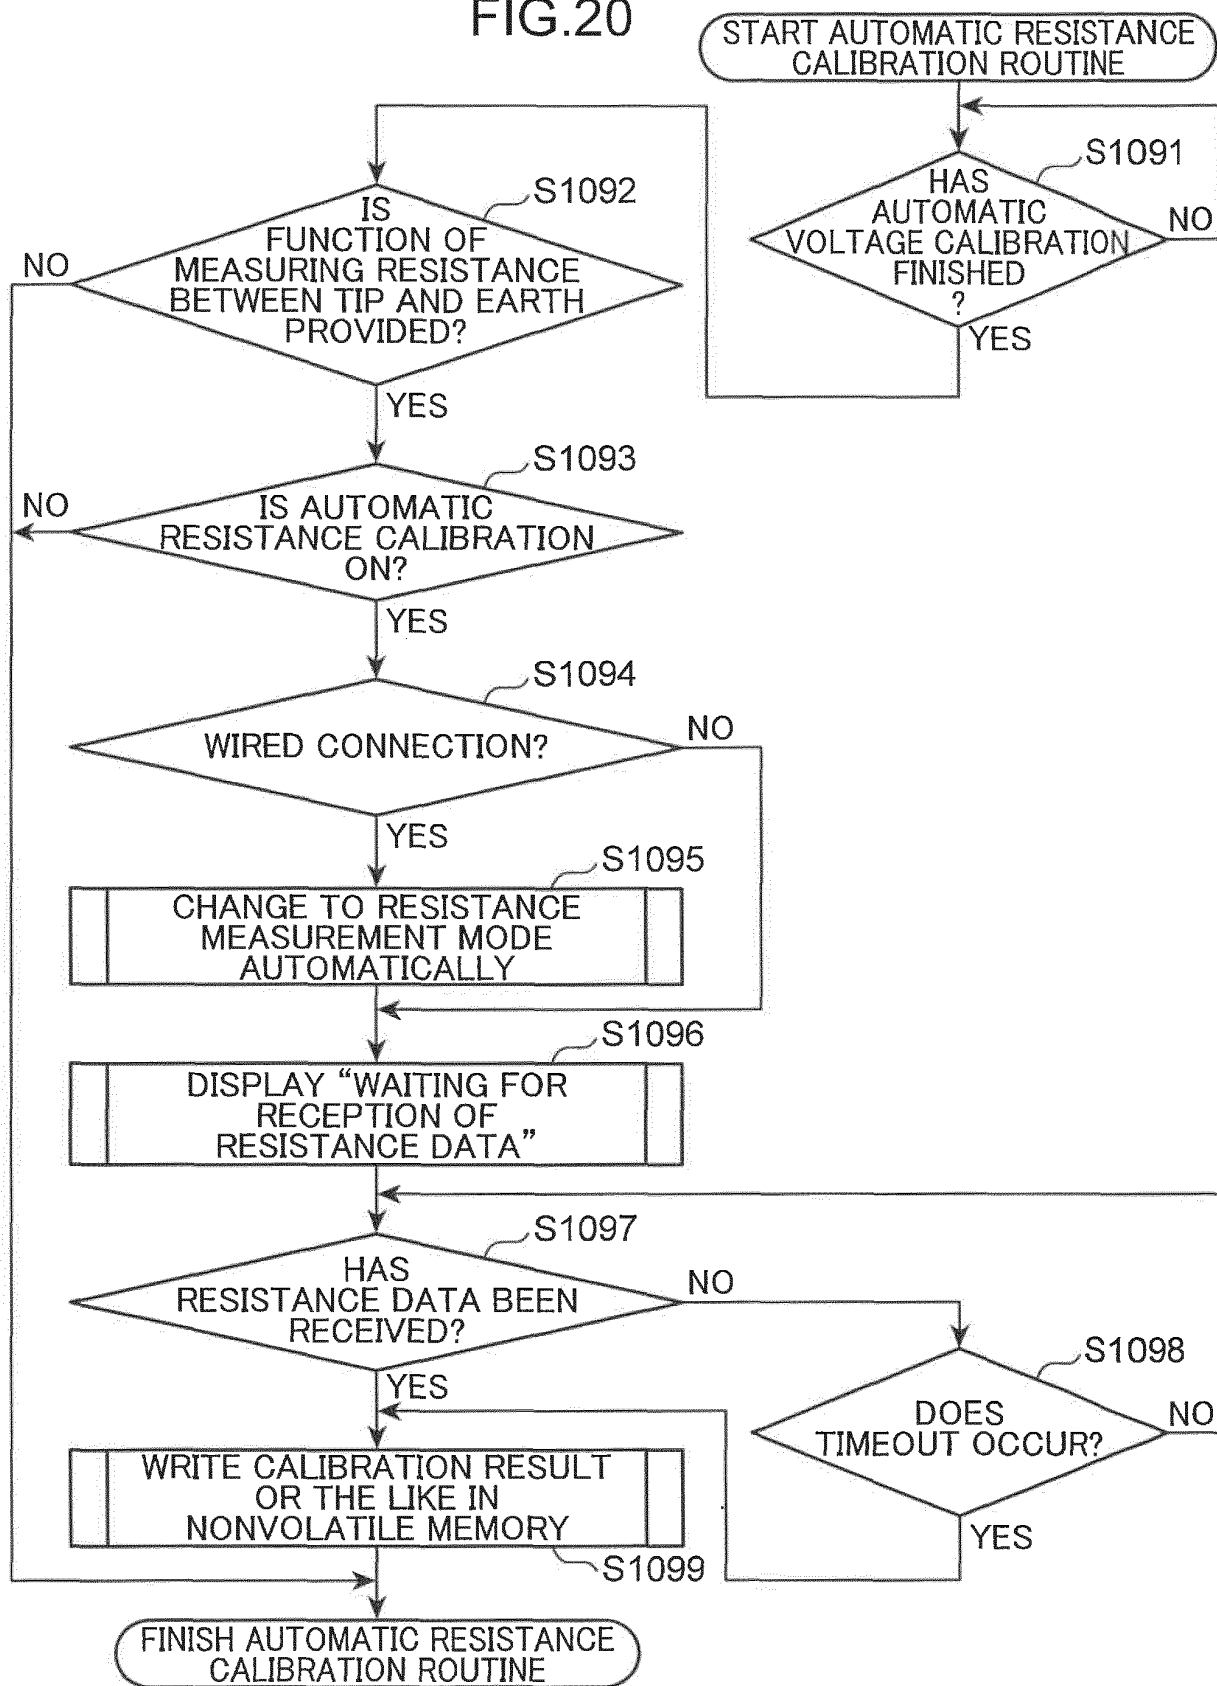 FIG.20
START AUTOMATIC RESISTANCE
CALIBRATION ROUTINE
S1091
HAS
AUTOMATIC
VOLTAGE CALIBRATION
FINISHED
?
NO
YES
S1092
IS
FUNCTION OF
MEASURING RESISTANCE
BETWEEN TIP AND EARTH
PROVIDED?
NO
YES
S1093
IS AUTOMATIC
RESISTANCE CALIBRATION
ON?
NO
YES
S1094
WIRED CONNECTION?
NO
YES
S1095
CHANGE TO RESISTANCE
MEASUREMENT MODE
AUTOMATICALLY
S1096
DISPLAY “WAITING FOR
RECEPTION OF
RESISTANCE DATA”
S1097
HAS
RESISTANCE DATA BEEN
RECEIVED?
NO
YES
S1098
DOES
TIMEOUT OCCUR?
NO
YES
WRITE CALIBRATION RESULT
OR THE LIKE IN
NONVOLATILE MEMORY
S1099
FINISH AUTOMATIC RESISTANCE
CALIBRATION ROUTINE